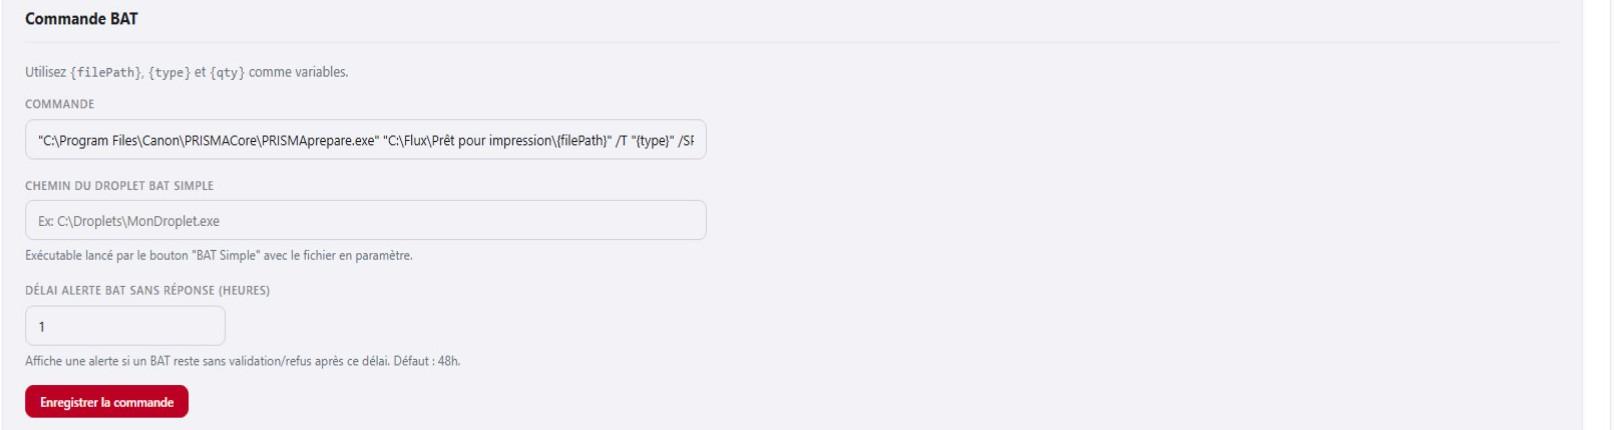 Commande BAT
Utilisez {filePath}, {type} et {qty} comme variables.
COMMANDE
"C:\Program Files\Canon\PRISMACore\PRISMAprepare.exe" "C:\Flux\Prêt pour impression\{filePath}" /T "{type}" /SF
CHEMIN DU DROPLET BAT SIMPLE
Ex: C:\Droplets\MonDroplet.exe
Exécutable lancé par le bouton "BAT Simple" avec le fichier en paramètre.
DÉLAI ALERTE BAT SANS RÉPONSE (HEURES)
1
Affiche une alerte si un BAT reste sans validation/refus après ce délai. Défaut : 48h.
Enregistrer la commande